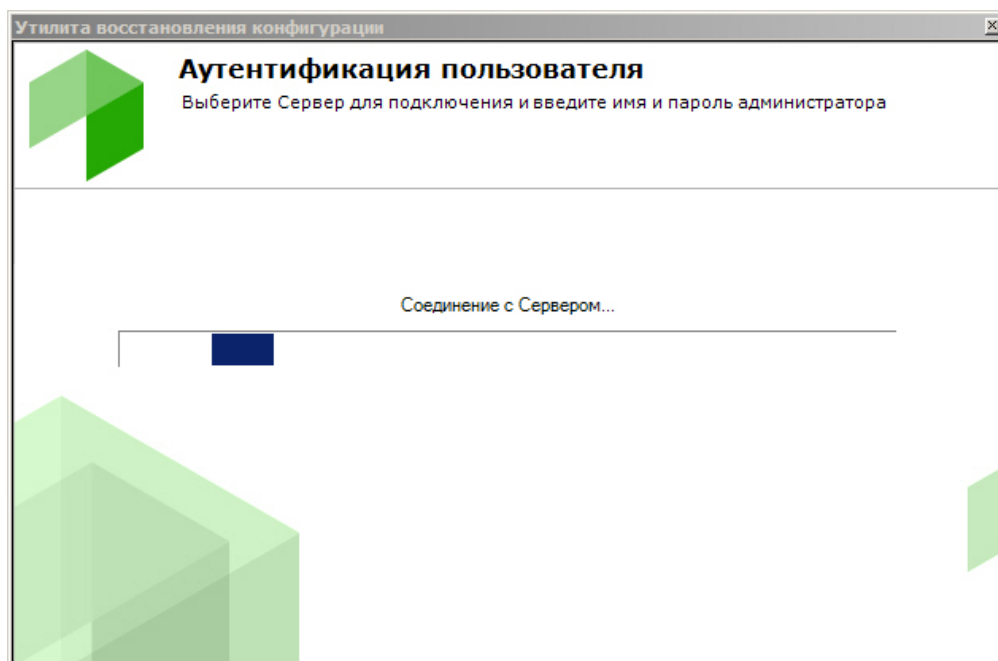 Утилита восстановления конфигурации
Аутентификация пользователя
Выберите Сервер для подключения и введите имя и пароль администратора
Соединение с Сервером...